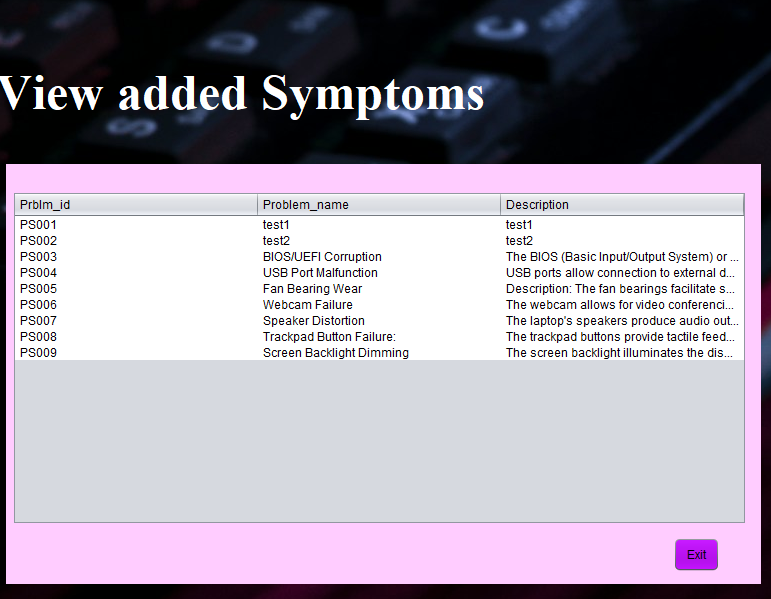 View added Symptoms
Prblm_id Problem_name Description
PS001 test1 test1
PS002 test2 test2
PS003 BIOS/UEFI Corruption The BIOS (Basic Input/Output System) or ...
PS004 USB Port Malfunction USB ports allow connection to external d...
PS005 Fan Bearing Wear Description: The fan bearings facilitate s...
PS006 Webcam Failure The webcam allows for video conferenci...
PS007 Speaker Distortion The laptop's speakers produce audio out...
PS008 Trackpad Button Failure: The trackpad buttons provide tactile feed...
PS009 Screen Backlight Dimming The screen backlight illuminates the dis...
Exit